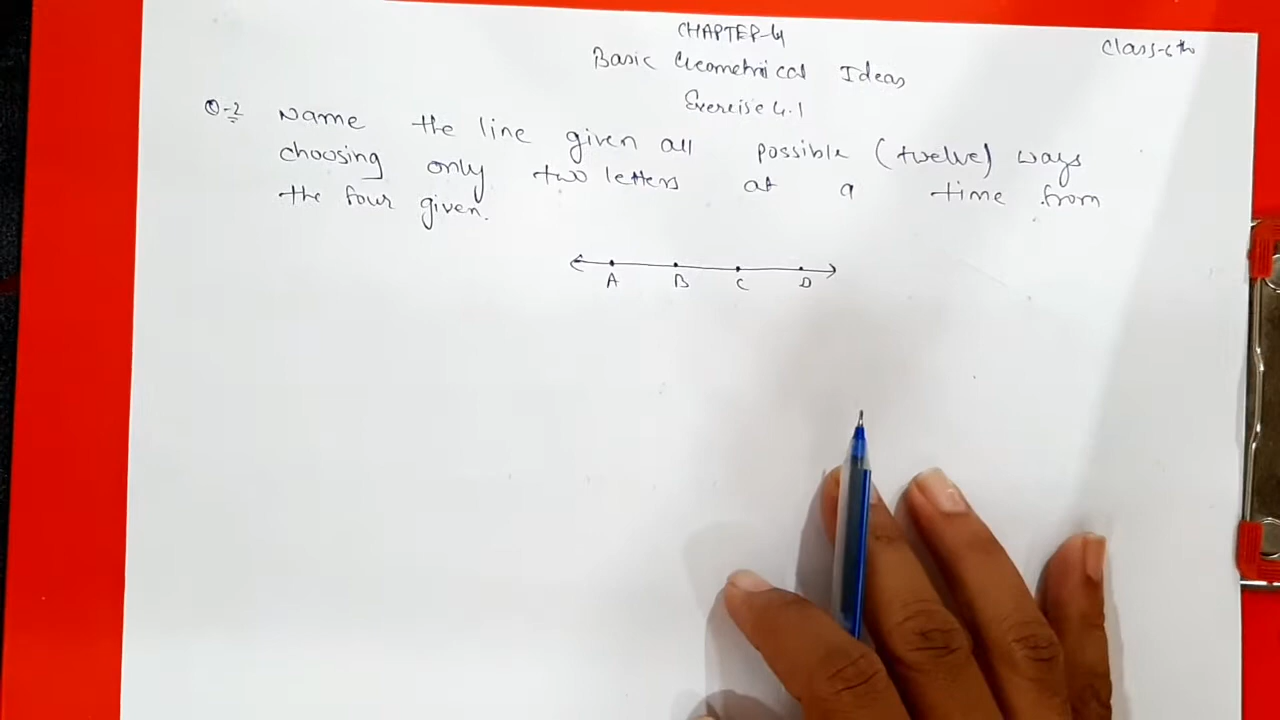 CHAPTER-4
Class-6th
Basic Geometrical Ideas
Exercise 4.1
Q-2 Name the line given all possible (twelve) ways
choosing only two letters at a time from
the four given.
A B C D